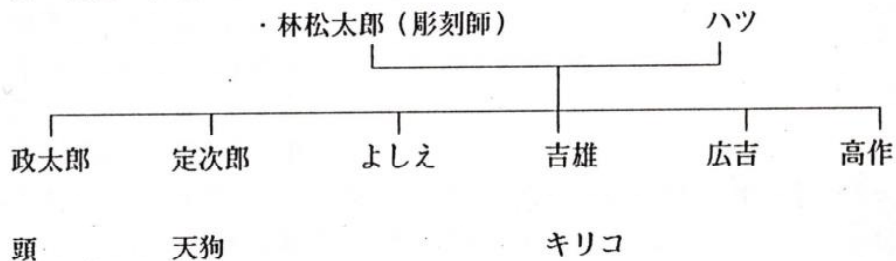 ・林松太郎（彫刻師） ハツ
政太郎 定次郎 よしえ 吉雄 広吉 高作
頭 天狗 キリコ